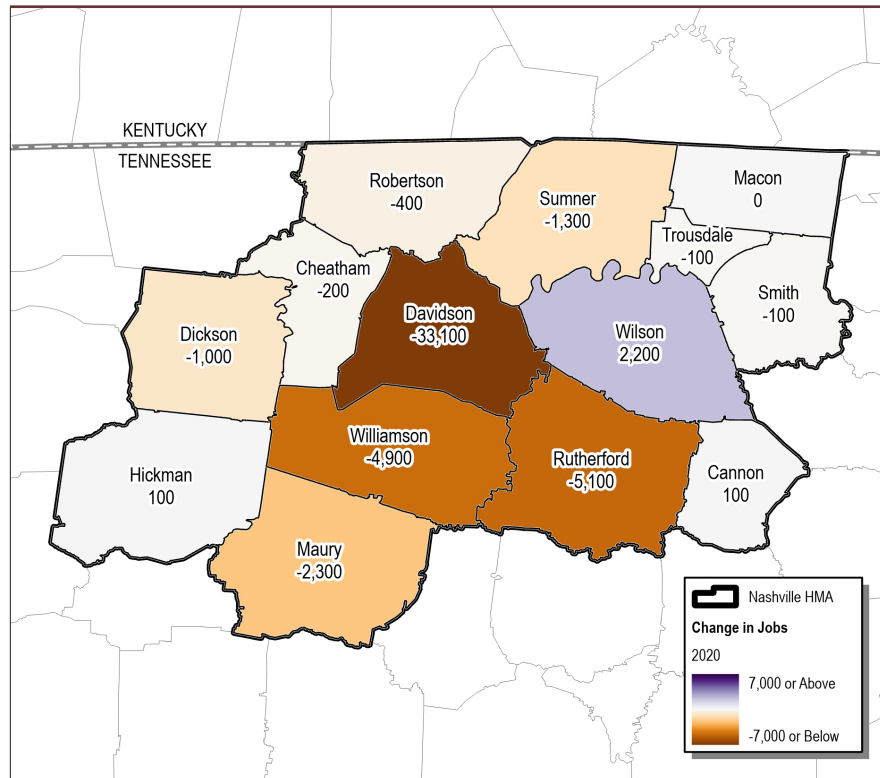 KENTUCKY
TENNESSEE
Robertson
-400
Sumner
-1,300
Macon
0
Trousdale
-100
Cheatham
-200
Davidson
-33,100
Smith
-100
Dickson
-1,000
Wilson
2,200
Williamson
-4,900
Rutherford
-5,100
Hickman
100
Cannon
100
Maury
-2,300
Nashville HMA
Change in Jobs
2020
7,000 or Above
-7,000 or Below